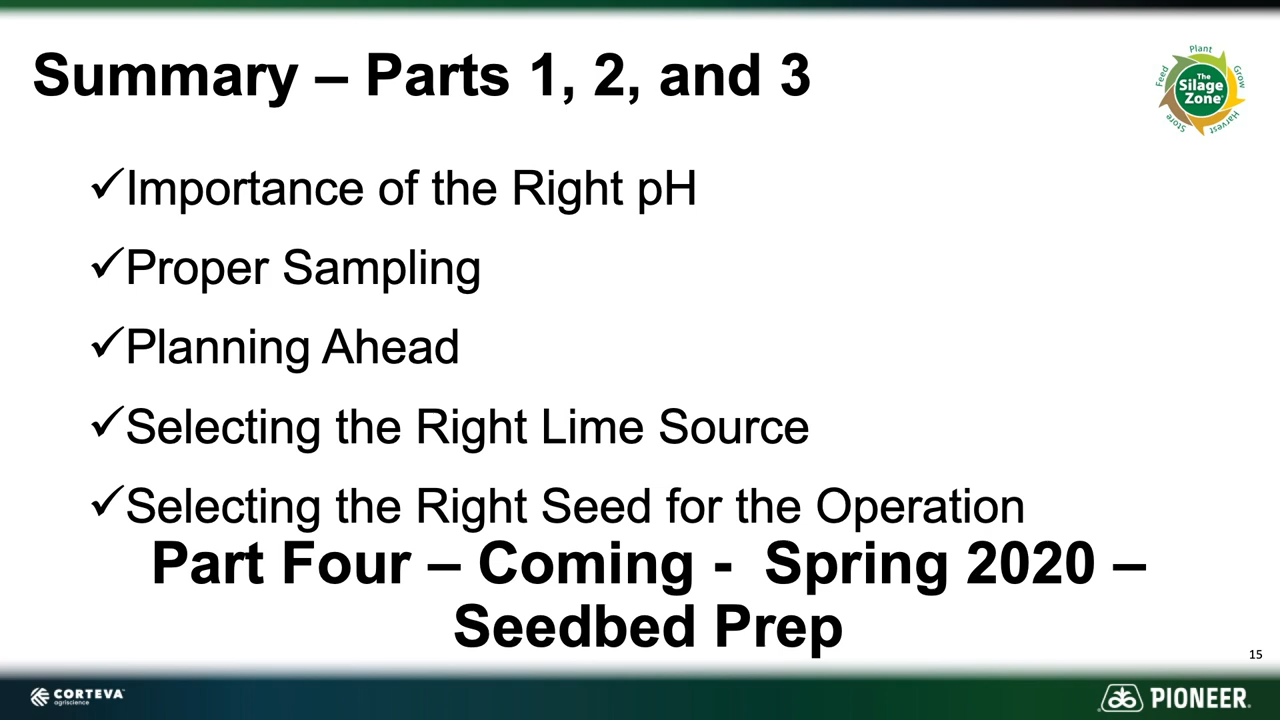 Summary – Parts 1, 2, and 3
Plant
Grow
Harvest
Store
Feed
The
Silage
Zone®
✓Importance of the Right pH
✓Proper Sampling
✓Planning Ahead
✓Selecting the Right Lime Source
✓Selecting the Right Seed for the Operation
Part Four – Coming - Spring 2020 –
Seedbed Prep
15
CORTEVA™
agriscience
PIONEER®